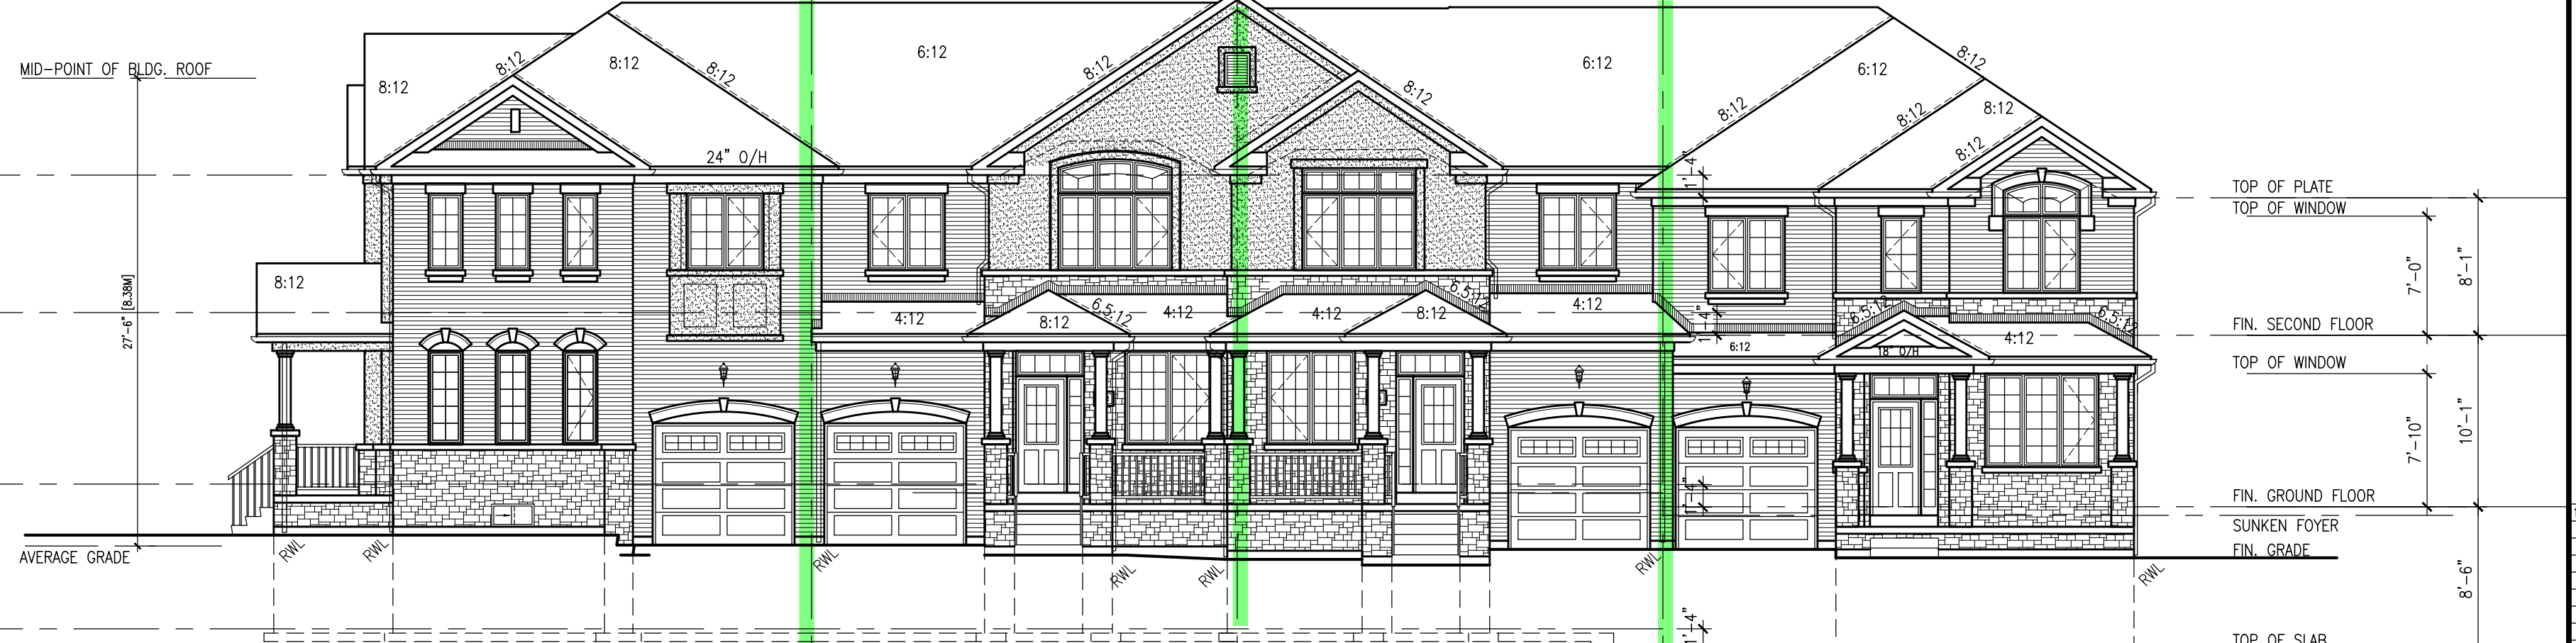 MID-POINT OF BLDG. ROOF
8:12
8:12
8:12
8:12
24" O/H
6:12
8:12
8:12
6:12
8:12
6:12
8:12
8:12
8:12
8:12
1'-4"
TOP OF PLATE
TOP OF WINDOW
7'-0"
8'-1"
8:12
27'-6" [8.38M]
4:12
8:12
6.5:12
4:12
4:12
8:12
6.5:12
4:12
1'-4"
6:12
6.5:12
18" O/H
4:12
6.5:12
FIN. SECOND FLOOR
TOP OF WINDOW
7'-10"
10'-1"
1'-4"
FIN. GROUND FLOOR
SUNKEN FOYER
FIN. GRADE
AVERAGE GRADE
RWL
RWL
RWL
RWL
RWL
RWL
RWL
8'-6"
1'-4"
TOP OF SLAB